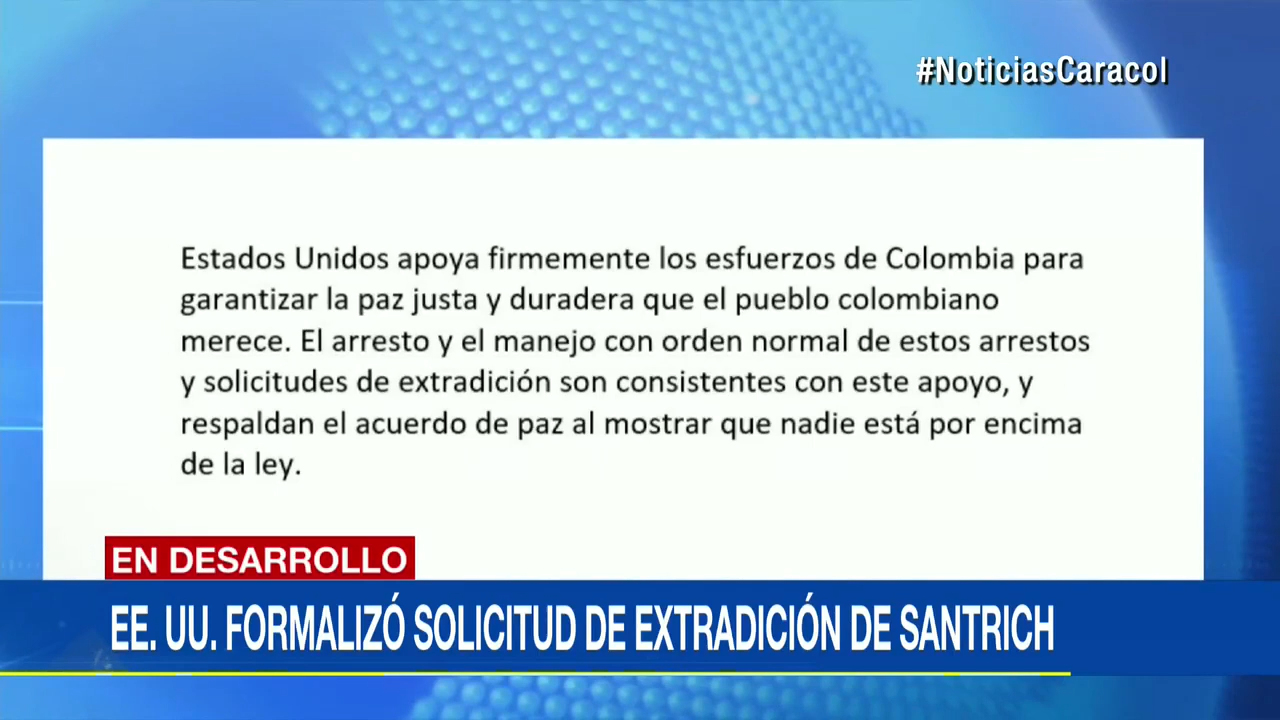 #NoticiasCaracol
Estados Unidos apoya firmemente los esfuerzos de Colombia para
garantizar la paz justa y duradera que el pueblo colombiano
merece. El arresto y el manejo con orden normal de estos arrestos
y solicitudes de extradición son consistentes con este apoyo, y
respaldan el acuerdo de paz al mostrar que nadie está por encima
de la ley.
EN DESARROLLO
EE. UU. FORMALIZÓ SOLICITUD DE EXTRADICIÓN DE SANTRICH